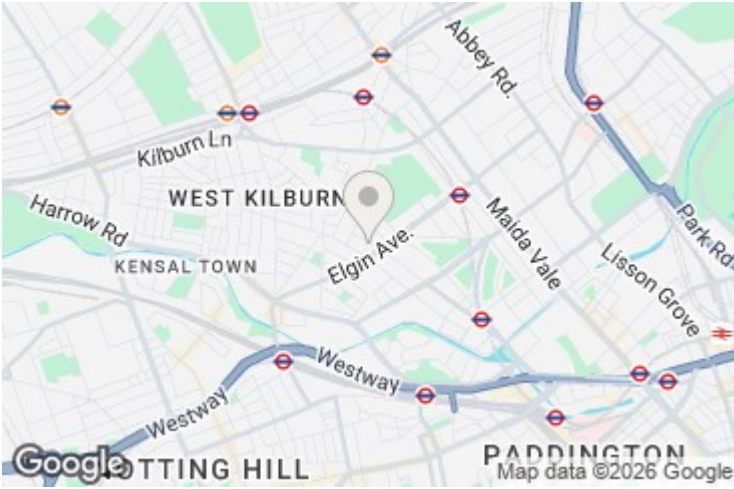 Abbey Rd.
Kilburn Ln
WEST KILBURN
Harrow Rd
Maida Vale
Park Rd.
Elgin Ave.
Lisson Grove
KENSAL TOWN
Westway
Westway
PADDINGTON
Google
OTTING HILL
Map data ©2026 Google